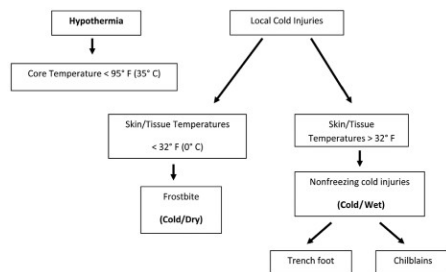 Hypothermia
Local Cold Injuries
Core Temperature < 95° F (35° C)
Skin/Tissue Temperatures
< 32° F (0° C)
Skin/Tissue
Temperatures > 32° F
Frostbite
(Cold/Dry)
Nonfreezing cold injuries
(Cold/Wet)
Trench foot
Chilblains